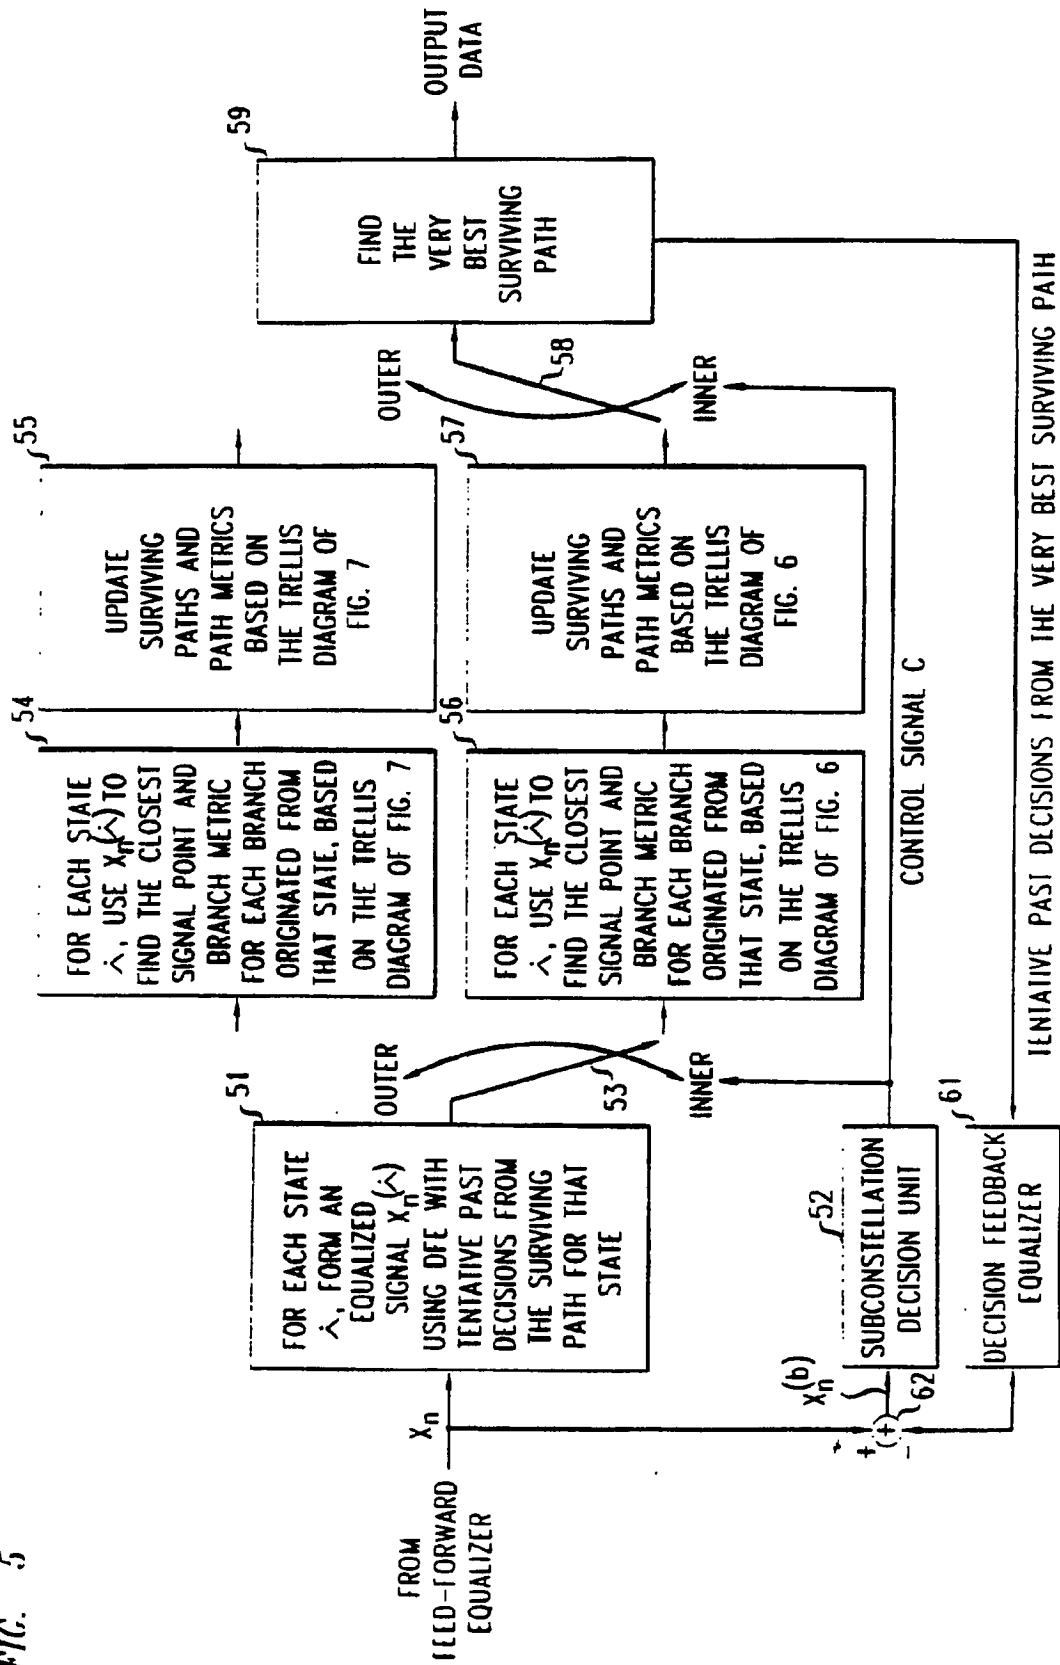 FIG. 5
FROM
FEED-FORWARD
EQUALIZER
Xn
51
FOR EACH STATE
i, FORM AN
EQUALIZED
SIGNAL Xn(i)
USING DFE WITH
TENTATIVE PAST
DECISIONS FROM
THE SURVIVING
PATH FOR THAT
STATE
OUTER
53
INNER
54
FOR EACH STATE
i, USE Xn(i) TO
FIND THE CLOSEST
SIGNAL POINT AND
BRANCH METRIC
FOR EACH BRANCH
ORIGINATED FROM
THAT STATE, BASED
ON THE TRELLIS
DIAGRAM OF FIG. 7
55
UPDATE
SURVIVING
PATHS AND
PATH METRICS
BASED ON
THE TRELLIS
DIAGRAM OF
FIG. 7
56
FOR EACH STATE
i, USE Xn(i) TO
FIND THE CLOSEST
SIGNAL POINT AND
BRANCH METRIC
FOR EACH BRANCH
ORIGINATED FROM
THAT STATE, BASED
ON THE TRELLIS
DIAGRAM OF FIG. 6
57
UPDATE
SURVIVING
PATHS AND
PATH METRICS
BASED ON
THE TRELLIS
DIAGRAM OF
FIG. 6
OUTER
58
INNER
59
FIND
THE
VERY
BEST
SURVIVING
PATH
OUTPUT
DATA
+
+
-
62
Xn(b)
52
SUBCONSTELLATION
DECISION UNIT
CONTROL SIGNAL C
61
DECISION FEEDBACK
EQUALIZER
TENTATIVE PAST DECISIONS FROM THE VERY BEST SURVIVING PATH